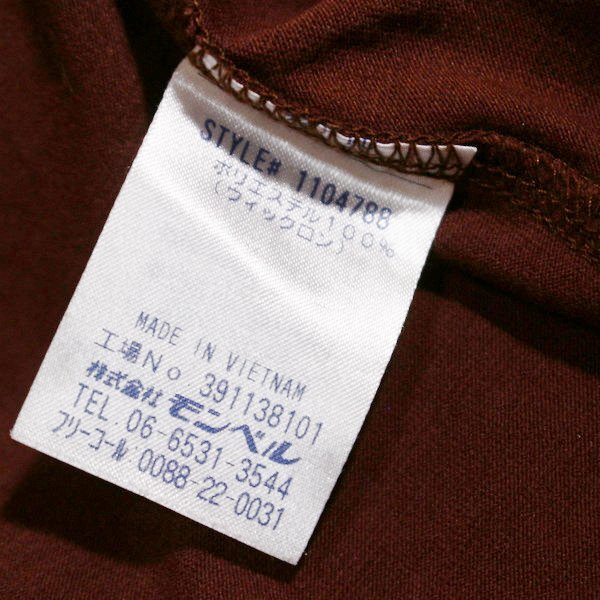 STYLE# 1104788
ポリエステル100%
(ウィックロン)
MADE IN VIETNAM
工場No 391138101
株式会社 モンベル
TEL. 06-6531-3544
フリーコール: 0088-22-0031